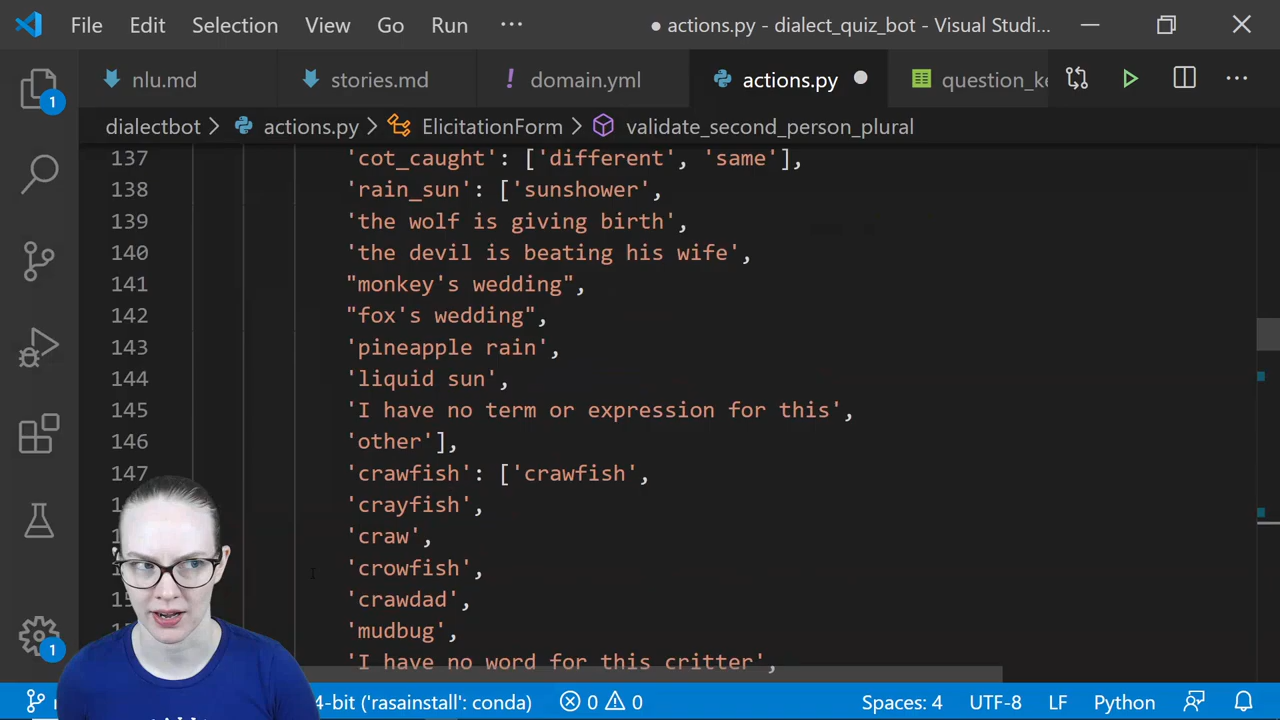 File Edit Selection View Go Run ··· ● actions.py - dialect_quiz_bot - Visual Studi...
nlu.md stories.md ! domain.yml actions.py question_ke
dialectbot > actions.py > ElicitationForm > validate_second_person_plural
137 'cot_caught': ['different', 'same'],
138 'rain_sun': ['sunshower',
139 'the wolf is giving birth',
140 'the devil is beating his wife',
141 "monkey's wedding",
142 "fox's wedding",
143 'pineapple rain',
144 'liquid sun',
145 'I have no term or expression for this',
146 'other'],
147 'crawfish': ['crawfish',
'crayfish',
'craw',
'crowfish',
'crawdad',
'mudbug',
'I have no word for this critter',
1
1
4-bit ('rasainstall': conda) 0 0 Spaces: 4 UTF-8 LF Python